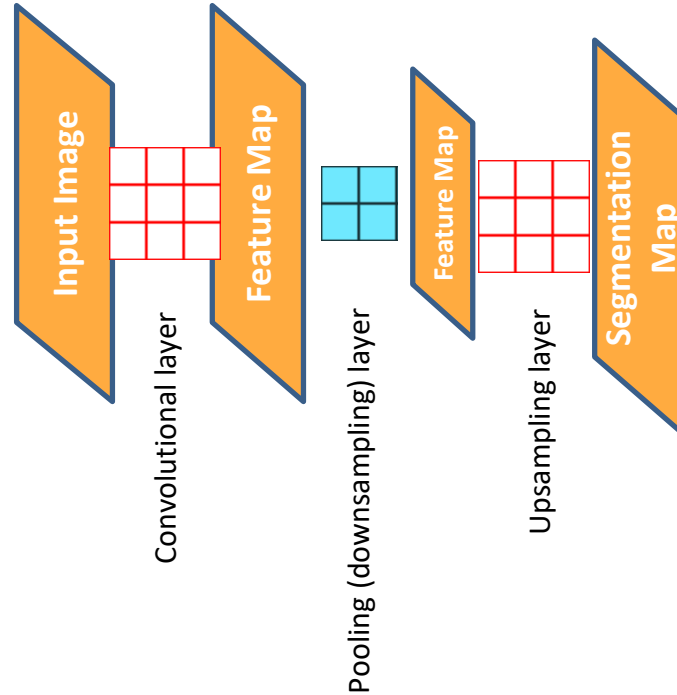 Input Image
Convolutional layer
Feature Map
Pooling (downsampling) layer
Feature Map
Upsampling layer
Segmentation
Map